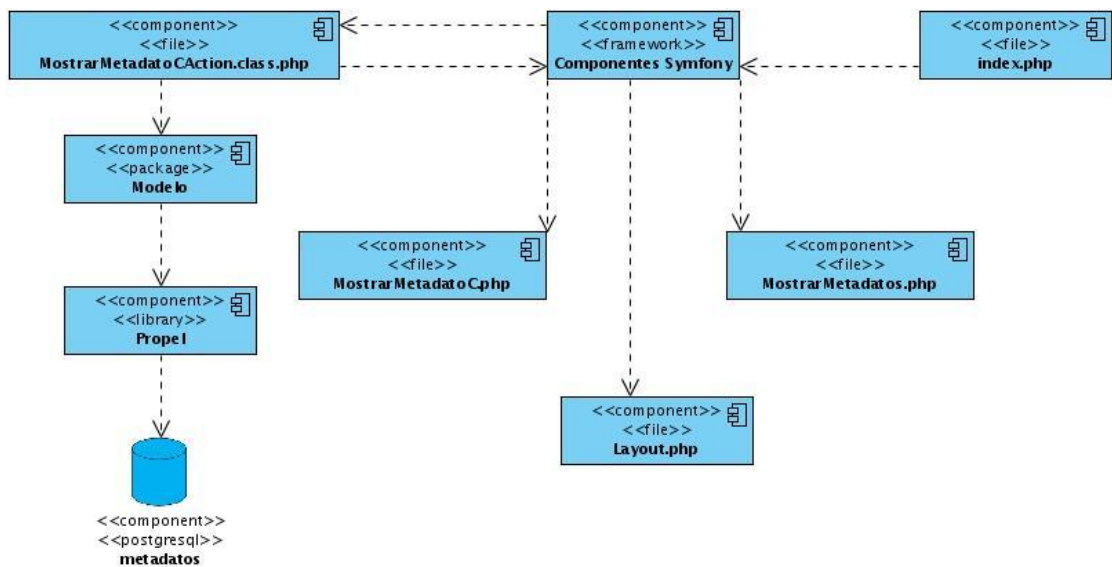 <<component>>
<<file>>
MostrarMetadatoCAction.class.php
<<component>>
<<framework>>
Componentes Symfony
<<component>>
<<file>>
index.php
<<component>>
<<package>>
Modelo
<<component>>
<<file>>
MostrarMetadatoC.php
<<component>>
<<file>>
MostrarMetadatos.php
<<component>>
<<library>>
Propel
<<component>>
<<file>>
Layout.php
<<component>>
<<postgresql>>
metadatos